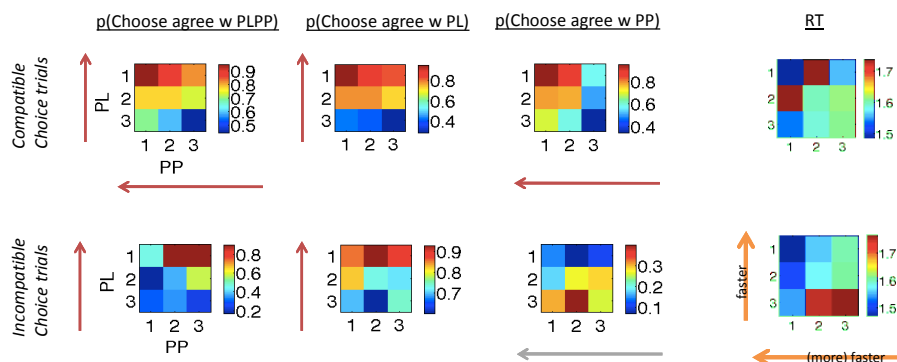 p(Choose agree w PLPP) p(Choose agree w PL) p(Choose agree w PP) RT
Compatible
Choice trials
PL
1
2
3
1 2 3
PP
0.9
0.8
0.7
0.6
0.5
1
2
3
1 2 3
0.8
0.6
0.4
1
2
3
1 2 3
0.8
0.6
0.4
1
2
3
1 2 3
1.7
1.6
1.5
Incompatible
Choice trials
PL
1
2
3
1 2 3
PP
0.8
0.6
0.4
0.2
1
2
3
1 2 3
0.9
0.8
0.7
1
2
3
1 2 3
0.3
0.2
0.1
faster
1
2
3
1 2 3
1.7
1.6
1.5
(more) faster